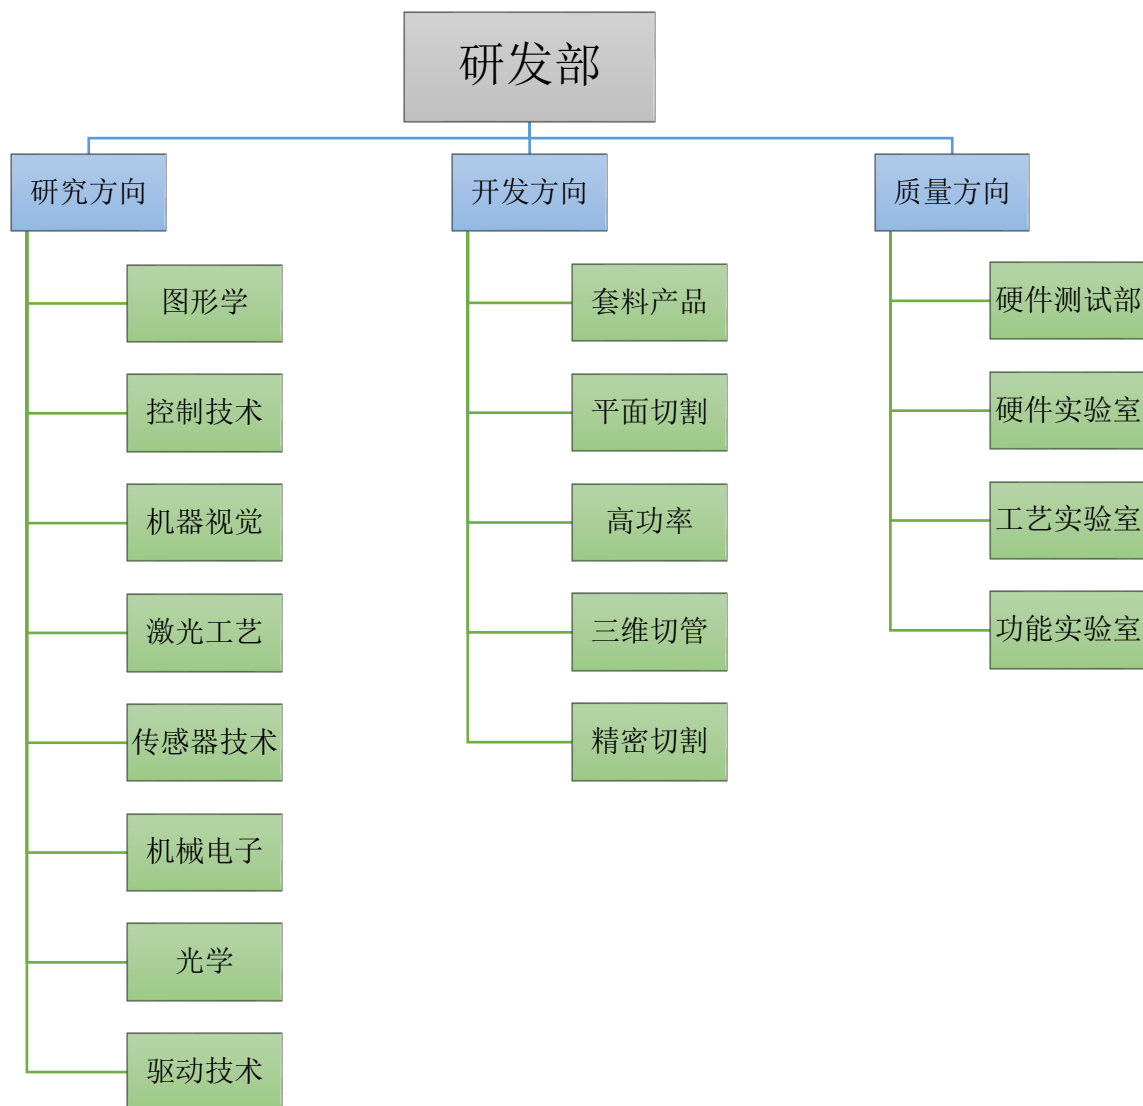 研发部
研究方向
图形学
控制技术
机器视觉
激光工艺
传感器技术
机械电子
光学
驱动技术
开发方向
套料产品
平面切割
高功率
三维切管
精密切割
质量方向
硬件测试部
硬件实验室
工艺实验室
功能实验室